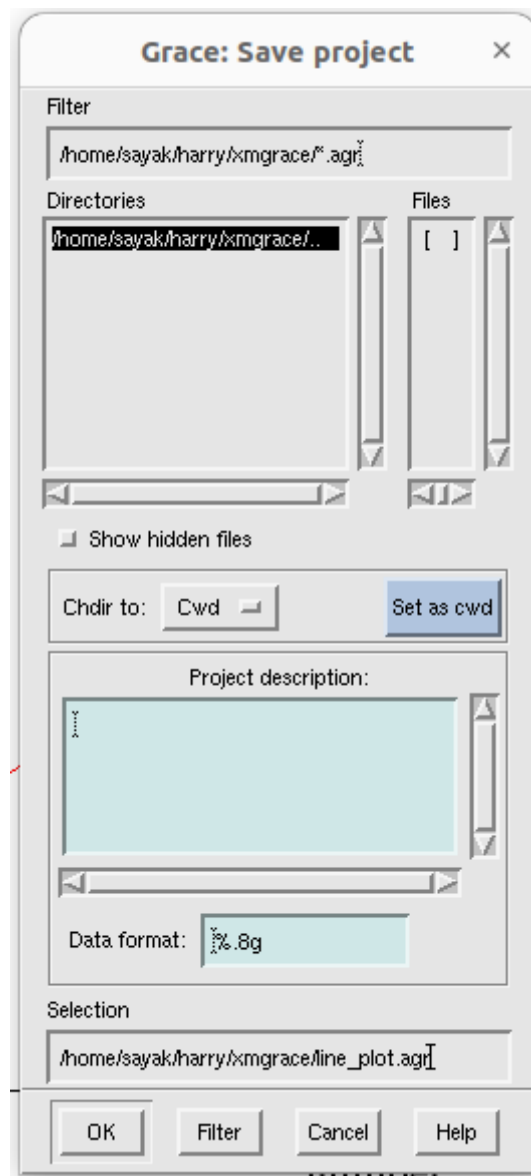 Grace: Save project ×
Filter
/home/sayak/harry/xmgrace/*.agr
Directories Files
/home/sayak/harry/xmgrace/.. [ ]
Show hidden files
Chdir to: Cwd Set as cwd
Project description:
Data format: %.8g
Selection
/home/sayak/harry/xmgrace/line_plot.agr
OK Filter Cancel Help